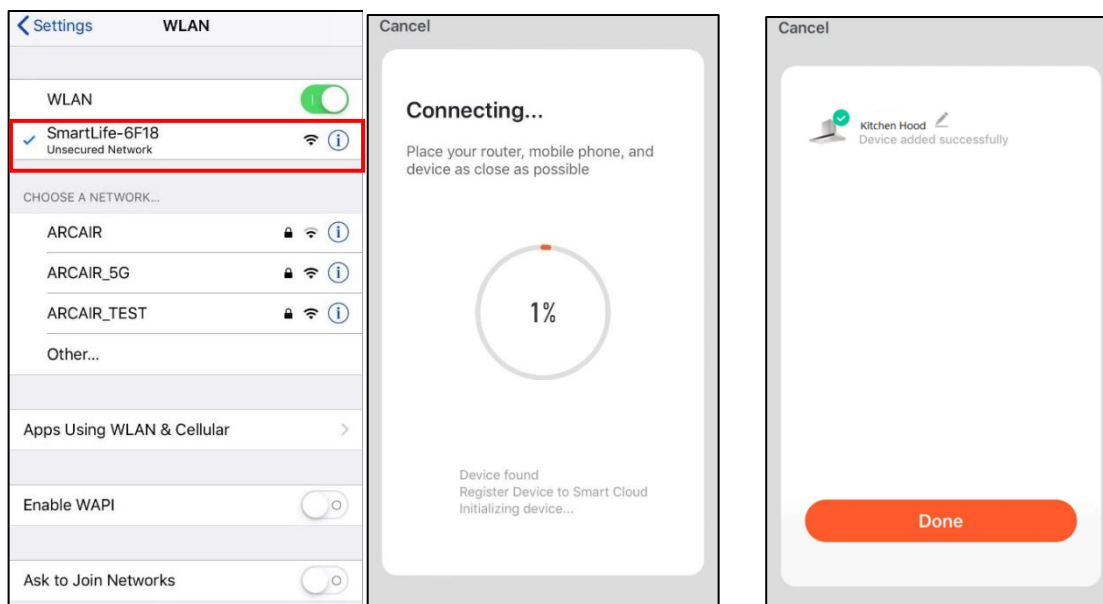 Settings
WLAN
WLAN
SmartLife-6F18
Unsecured Network
CHOOSE A NETWORK...
ARCAIR
ARCAIR_5G
ARCAIR_TEST
Other...
Apps Using WLAN & Cellular
Enable WAPI
Ask to Join Networks
Cancel
Connecting...
Place your router, mobile phone, and
device as close as possible
1%
Device found
Register Device to Smart Cloud
Initializing device...
Cancel
Kitchen Hood
Device added successfully
Done